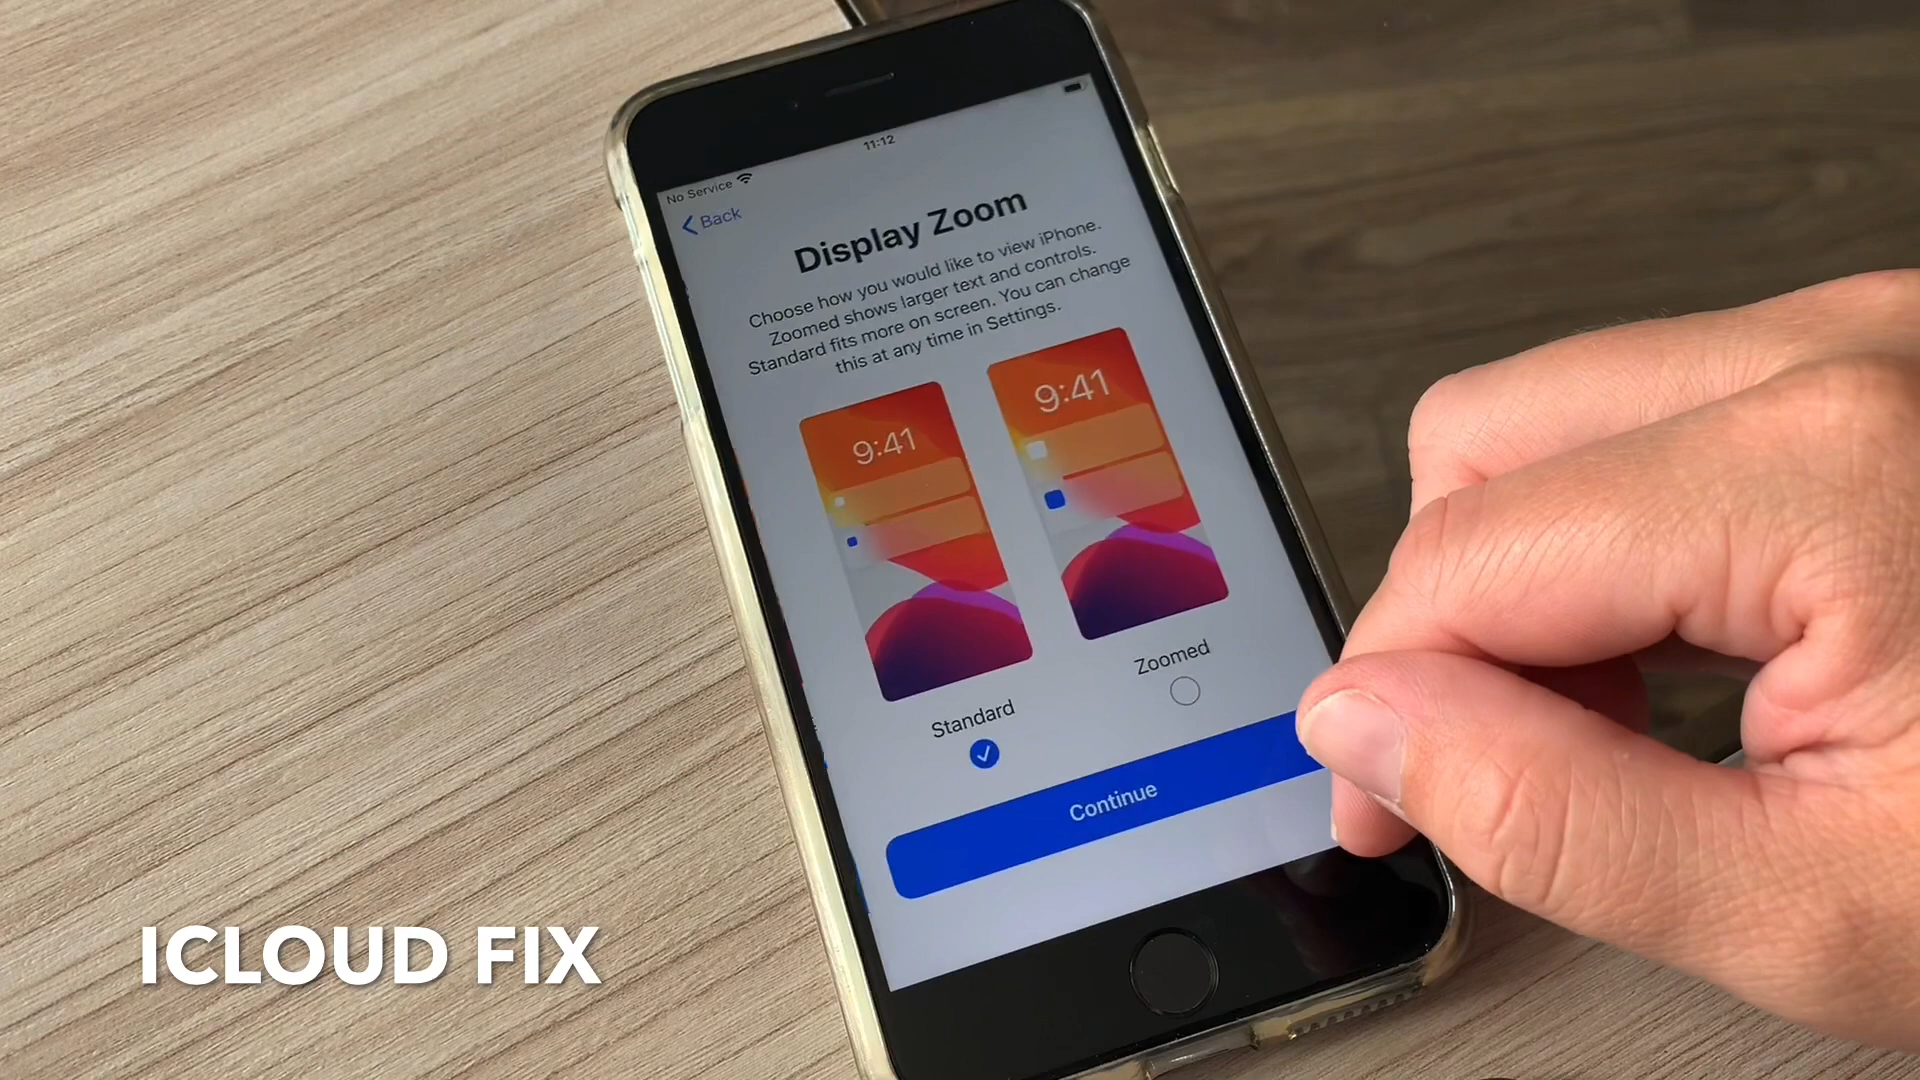 11:12
No Service
Back
Display Zoom
Choose how you would like to view iPhone.
Zoomed shows larger text and controls.
Standard fits more on screen. You can change
this at any time in Settings.
9:41
9:41
Standard
Zoomed
Continue
ICLOUD FIX